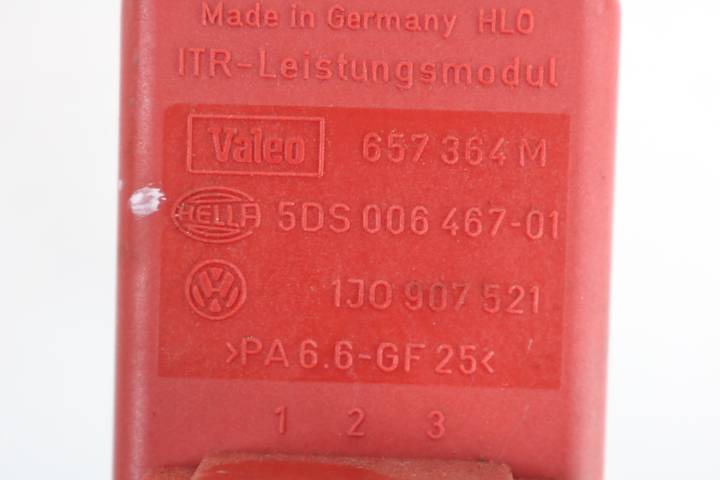 Made in Germany HLO
ITR-Leistungsmodul
Valeo 657 364 M
HELLA 5DS 006 467-01
VW 1J0 907 521
>PA 6.6-GF 25<
1 2 3